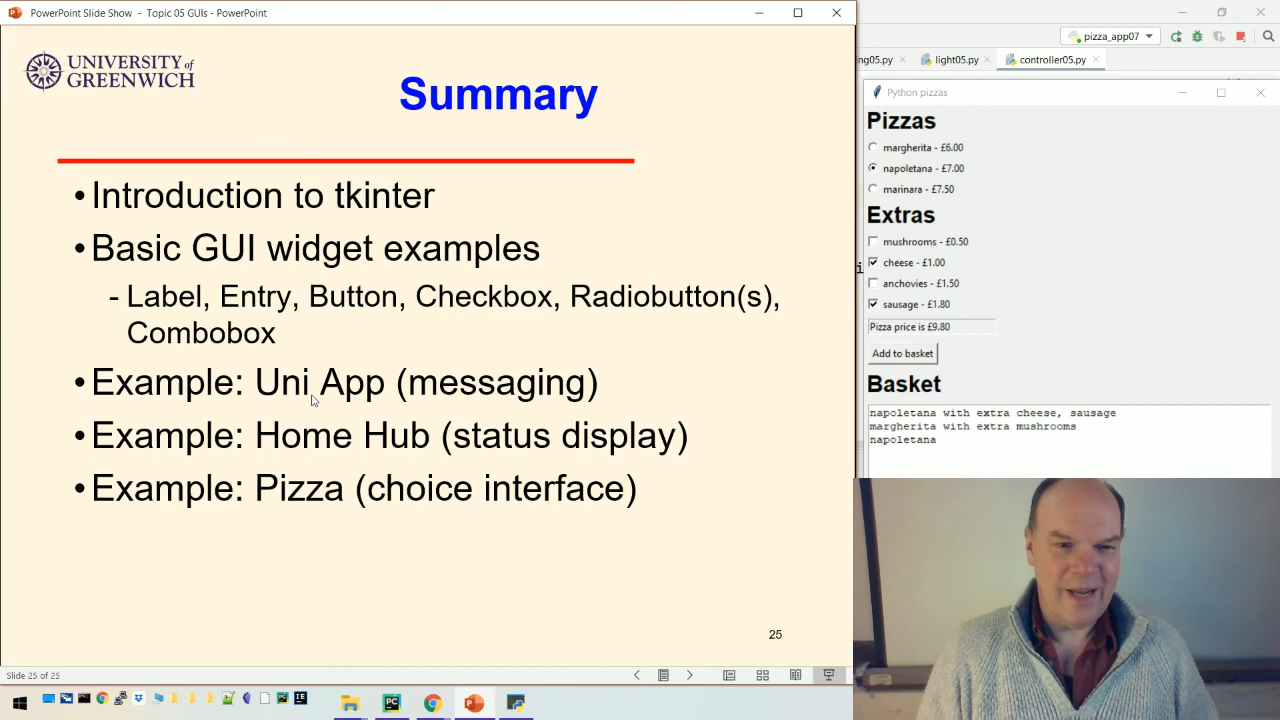 PowerPoint Slide Show - Topic 05 GUIs - PowerPoint
UNIVERSITY of
GREENWICH
Summary
•Introduction to tkinter
•Basic GUI widget examples
- Label, Entry, Button, Checkbox, Radiobutton(s),
Combobox
•Example: Uni App (messaging)
•Example: Home Hub (status display)
•Example: Pizza (choice interface)
25
Slide 25 of 25
pizza_app07
ng05.py
light05.py
controller05.py
Python pizzas
Pizzas
margherita - £6.00
napoletana - £7.00
marinara - £7.50
Extras
mushrooms - £0.50
cheese - £1.00
anchovies - £1.50
sausage - £1.80
Pizza price is £9.80
Add to basket
Basket
napoletana with extra cheese, sausage
margherita with extra mushrooms
napoletana